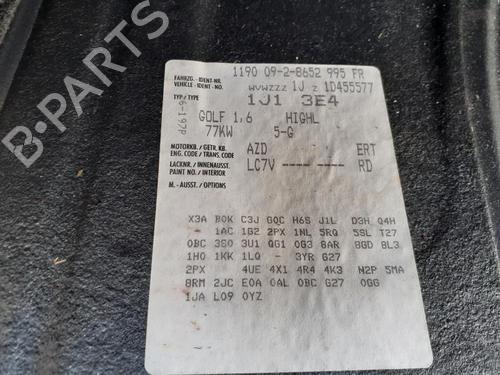 1190 09-2-8652 995 FR
FAHRZG.-IDENT-NR.
VEHICLE-IDENT-NO.
WVWZZZ 1J Z 1D455577
TYP / TYPE
1J1 3E4
6-197P
GOLF 1,6 HIGHL
77KW 5-G
MOTORKB. / GETR. KB.
ENG. CODE / TRANS. CODE
AZD ERT
LACKNR. / INNENAUSST.
PAINT NO. / INTERIOR
LC7V - - - - RD
M. - AUSST. / OPTIONS
X3A B0K C3J GQC H6S J1L D3H Q4H
- 1AC 1G2 2PX 1NL 5RQ 5SL T27
0BC 3S0 3U1 QG1 0G3 8AR 8GD 8L3
1H0 1KK 1LQ - 3YR G27
2PX 4UE 4X1 4R4 4K3 N2P 5MA
8RM 2JC E0A 0AL 0BC G27 0GG
1JA L09 0YZ
B-PARTS